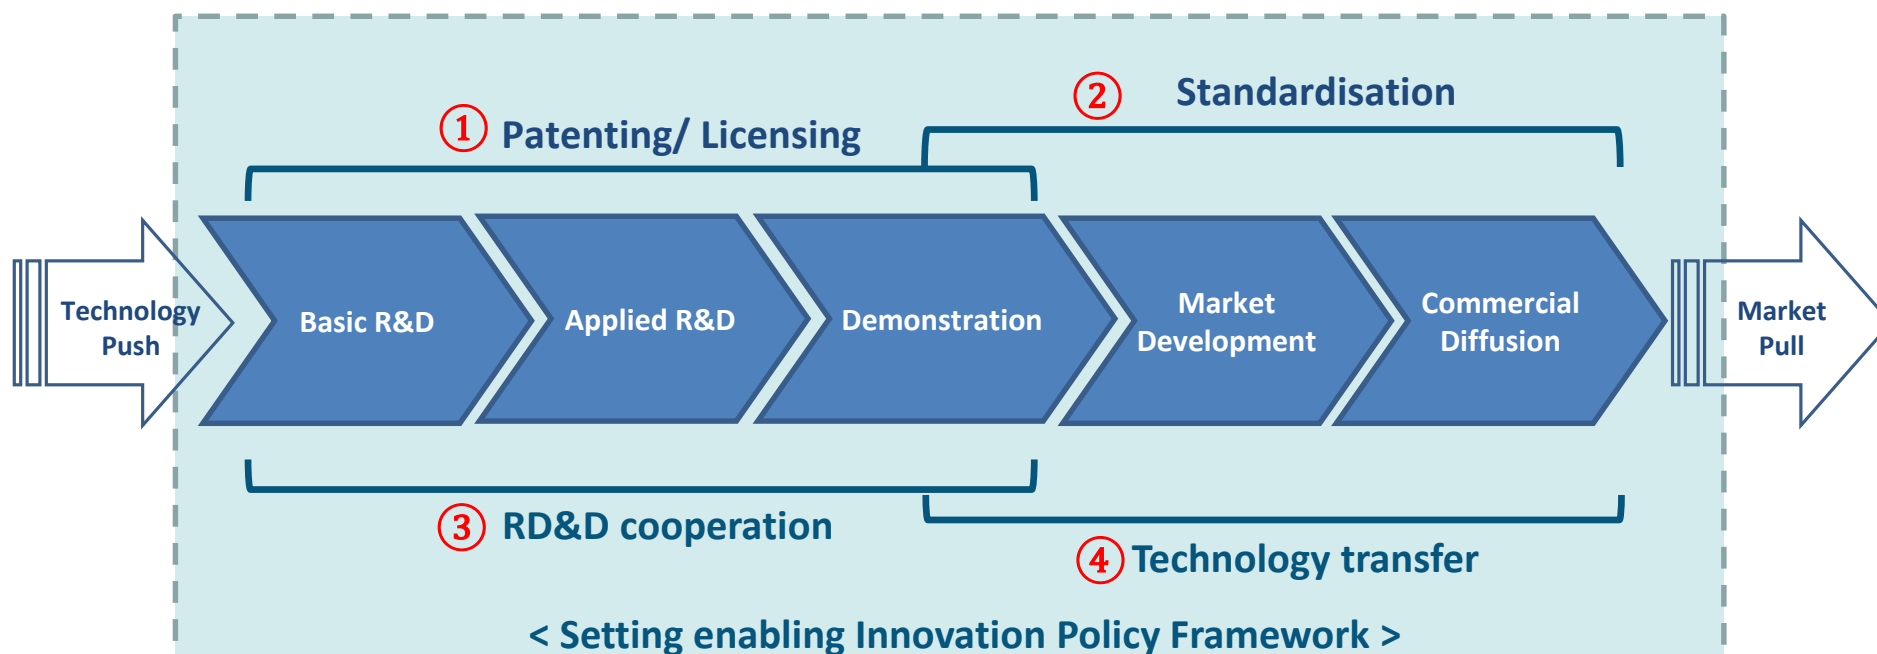 ② Standardisation
① Patenting/ Licensing
Technology
Push
Basic R&D
Applied R&D
Demonstration
Market
Development
Commercial
Diffusion
Market
Pull
③ RD&D cooperation
④ Technology transfer
< Setting enabling Innovation Policy Framework >